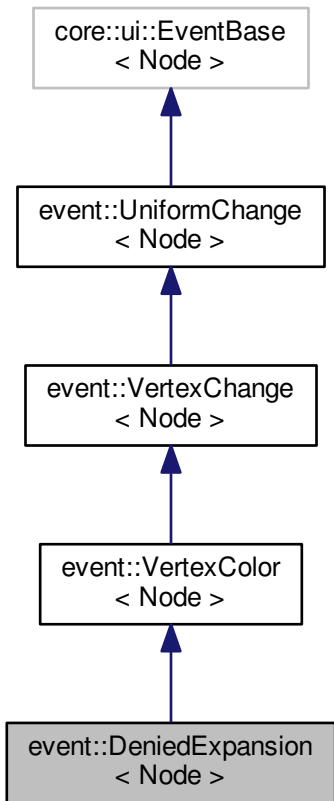 core::ui::EventBase
< Node >
event::UniformChange
< Node >
event::VertexChange
< Node >
event::VertexColor
< Node >
event::DeniedExpansion
< Node >